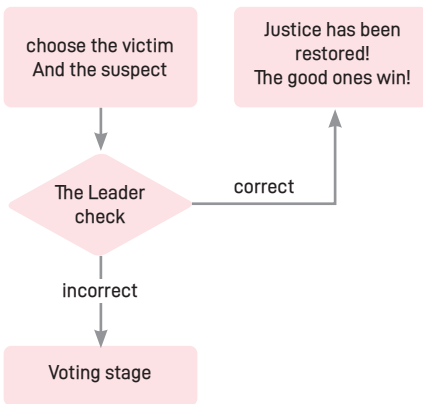 choose the victim
And the suspect
Justice has been
restored!
The good ones win!
The Leader
check
correct
incorrect
Voting stage